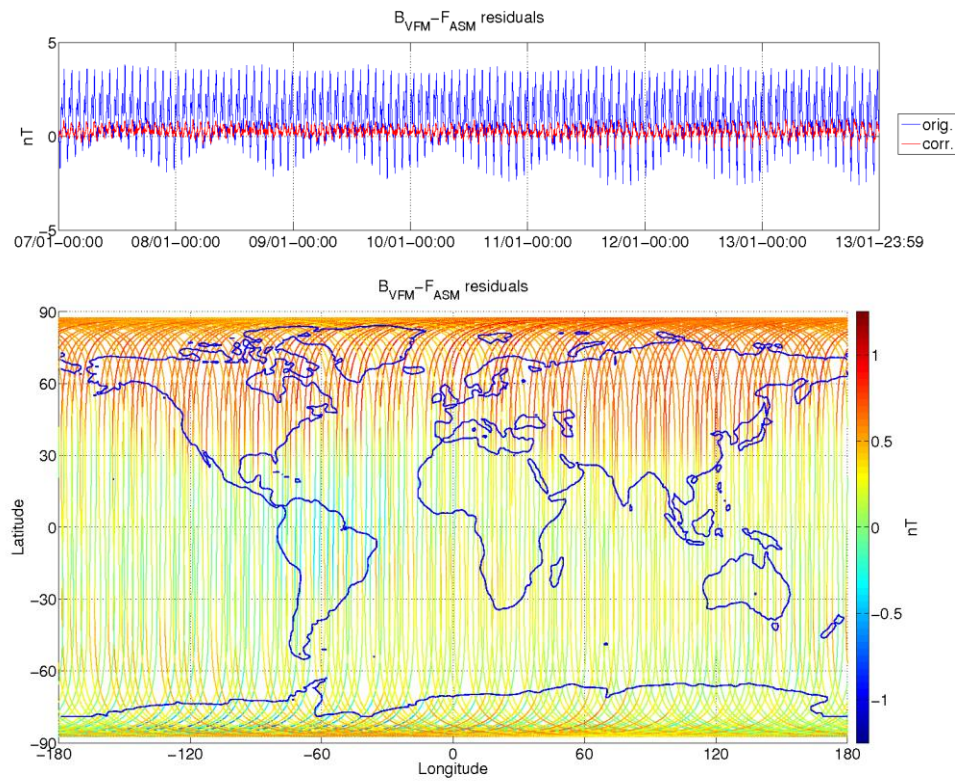 B_VFM−F_ASM residuals
5
0
−5
nT
07/01−00:00 08/01−00:00 09/01−00:00 10/01−00:00 11/01−00:00 12/01−00:00 13/01−00:00 13/01−23:59
orig.
corr.
B_VFM−F_ASM residuals
90
60
30
0
−30
−60
−90
Latitude
−180 −120 −60 0 60 120 180
Longitude
1
0.5
0
−0.5
−1
nT